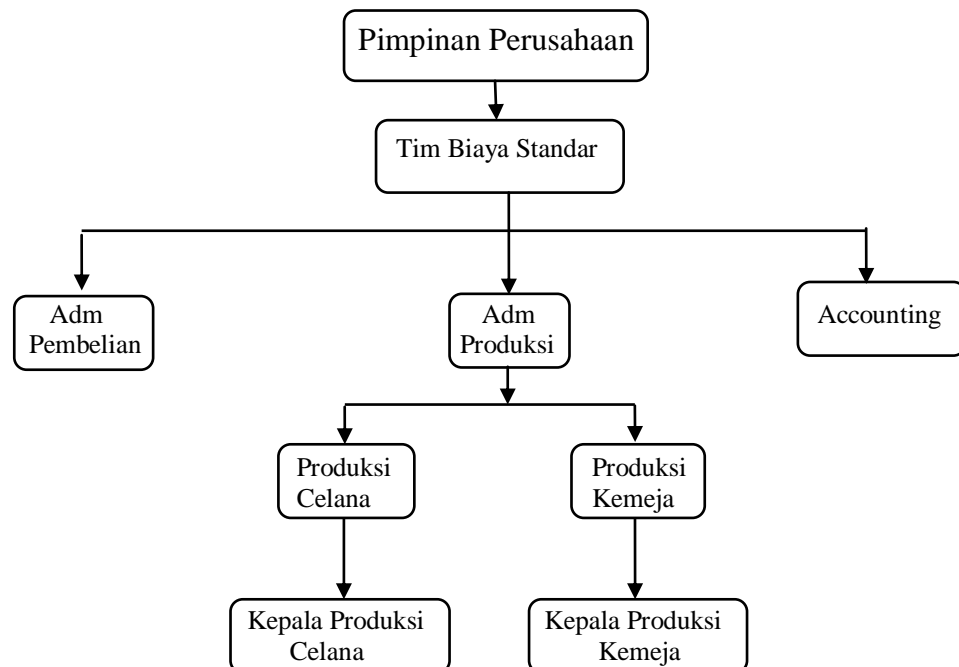 Pimpinan Perusahaan
Tim Biaya Standar
Adm
Pembelian
Adm
Produksi
Accounting
Produksi
Celana
Produksi
Kemeja
Kepala Produksi
Celana
Kepala Produksi
Kemeja